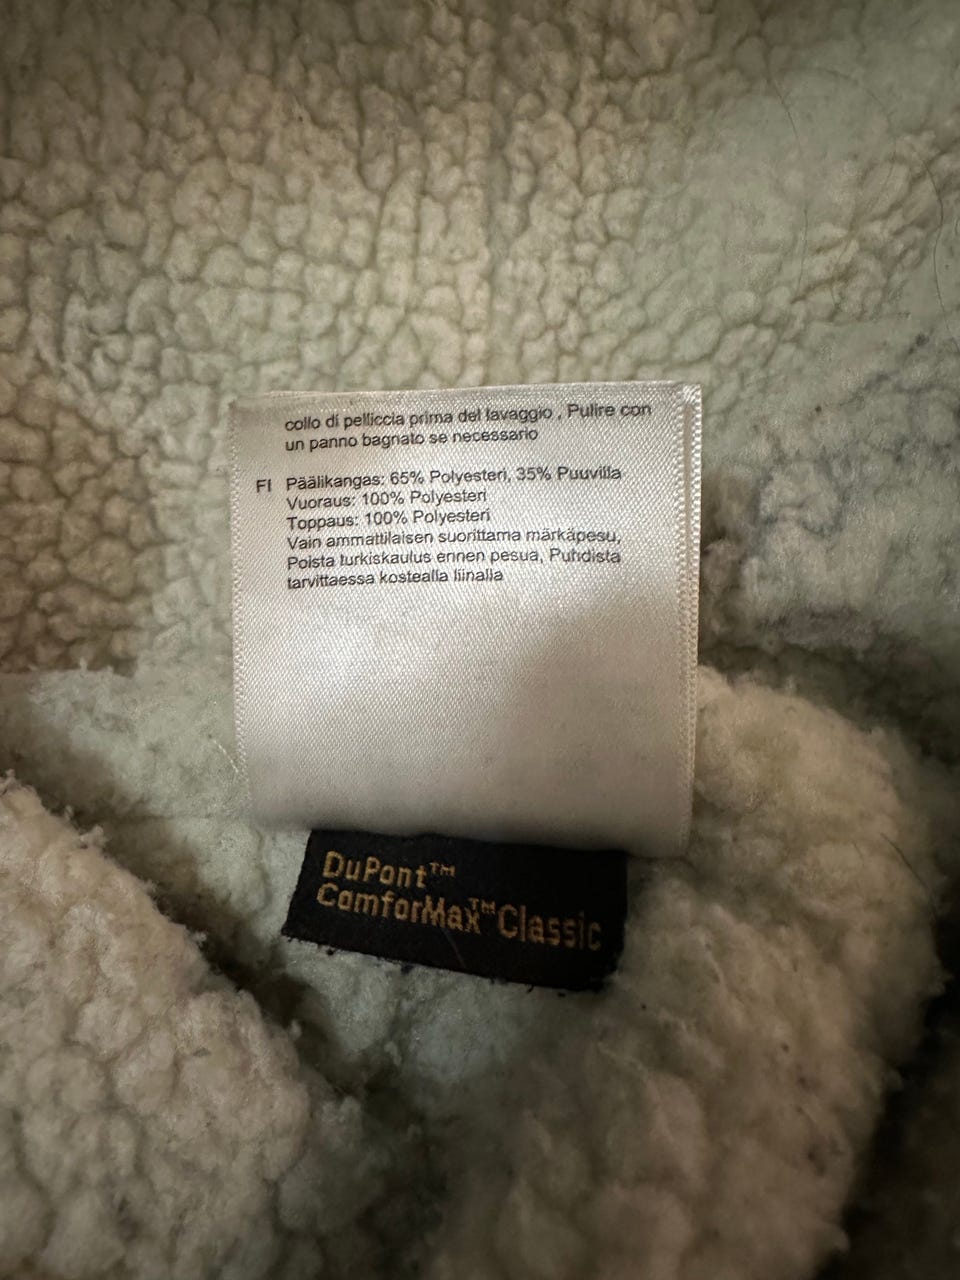 collo di pelliccia prima del lavaggio , Pulire con
un panno bagnato se necessario
FI Päälikangas: 65% Polyesteri, 35% Puuvilla
Vuoraus: 100% Polyesteri
Toppaus: 100% Polyesteri
Vain ammattilaisen suorittama märkäpesu,
Poista turkiskaulus ennen pesua, Puhdista
tarvittaessa kostealla liinalla
DuPont™
ComforMax™ Classic